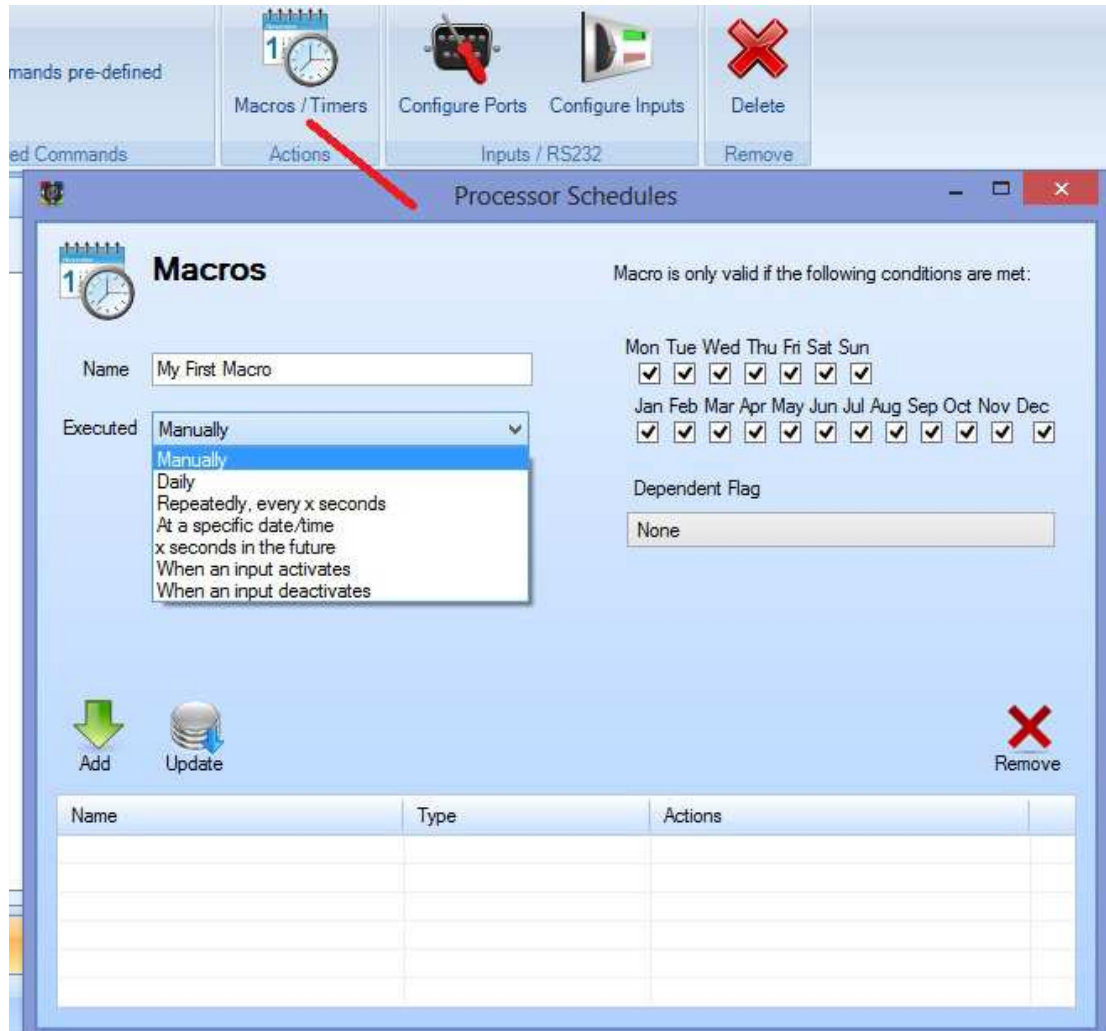 mands pre-defined
Macros / Timers
Configure Ports
Configure Inputs
Delete
ed Commands
Actions
Inputs / RS232
Remove
Processor Schedules
Macros
Macro is only valid if the following conditions are met:
Name
My First Macro
Mon Tue Wed Thu Fri Sat Sun
Executed
Manually
Jan Feb Mar Apr May Jun Jul Aug Sep Oct Nov Dec
Manually
Daily
Repeatedly, every x seconds
At a specific date/time
x seconds in the future
When an input activates
When an input deactivates
Dependent Flag
None
Add
Update
Remove
Name
Type
Actions